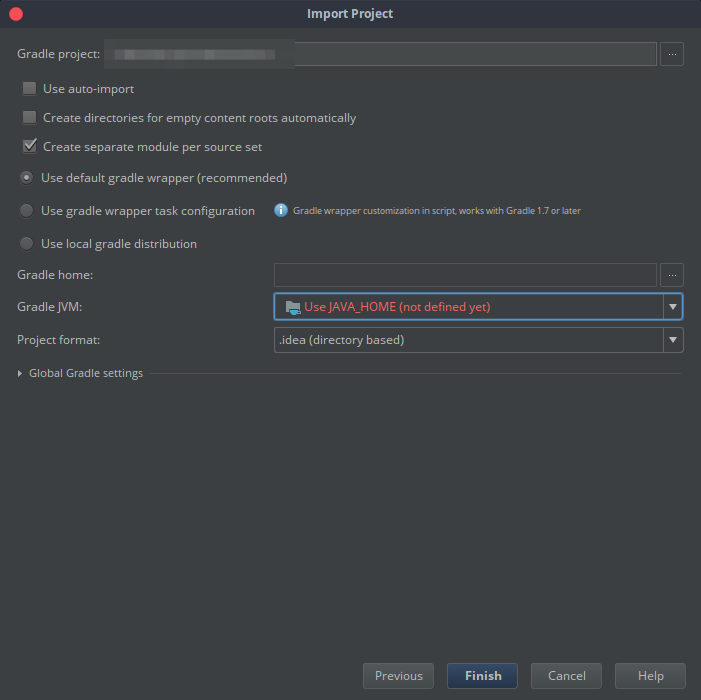 Import Project
Gradle project: ...
Use auto-import
Create directories for empty content roots automatically
Create separate module per source set
Use default gradle wrapper (recommended)
Use gradle wrapper task configuration Gradle wrapper customization in script, works with Gradle 1.7 or later
Use local gradle distribution
Gradle home: ...
Gradle JVM: Use JAVA_HOME (not defined yet)
Project format: .idea (directory based)
Global Gradle settings
Previous Finish Cancel Help